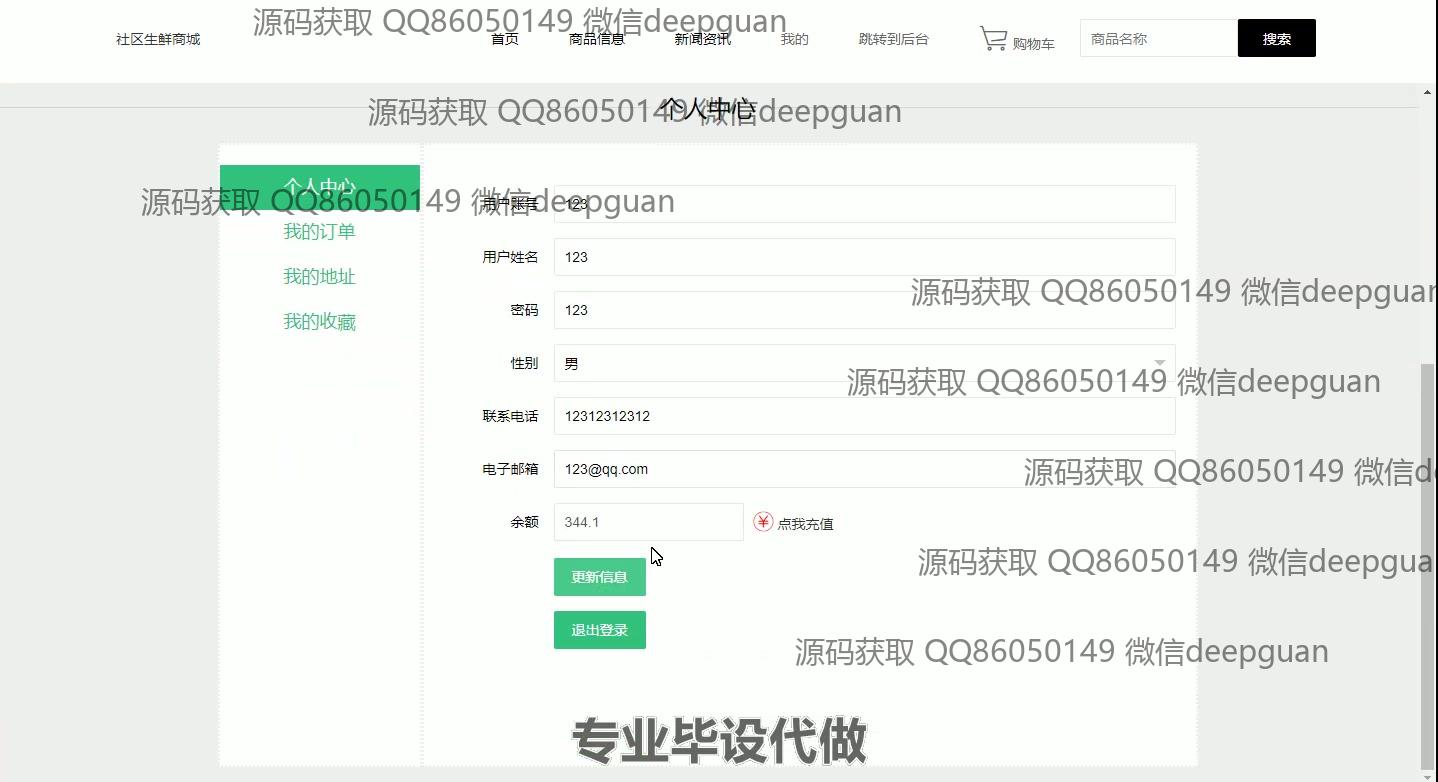 源码获取 QQ86050149 微信deepguan
社区生鲜商城 首页 商品信息 新闻资讯 我的 跳转到后台 购物车 商品名称 搜索
个人中心
源码获取 QQ86050149 微信deepguan
个人中心
源码获取 QQ86050149 微信deepguan
用户账号 123
我的订单
用户姓名 123
我的地址
源码获取 QQ86050149 微信deepguan
密码 123
我的收藏
性别 男
源码获取 QQ86050149 微信deepguan
联系电话 12312312312
电子邮箱 123@qq.com
源码获取 QQ86050149 微信de
余额 344.1 ¥ 点我充值
源码获取 QQ86050149 微信deepgua
更新信息
退出登录
源码获取 QQ86050149 微信deepguan
专业毕设代做